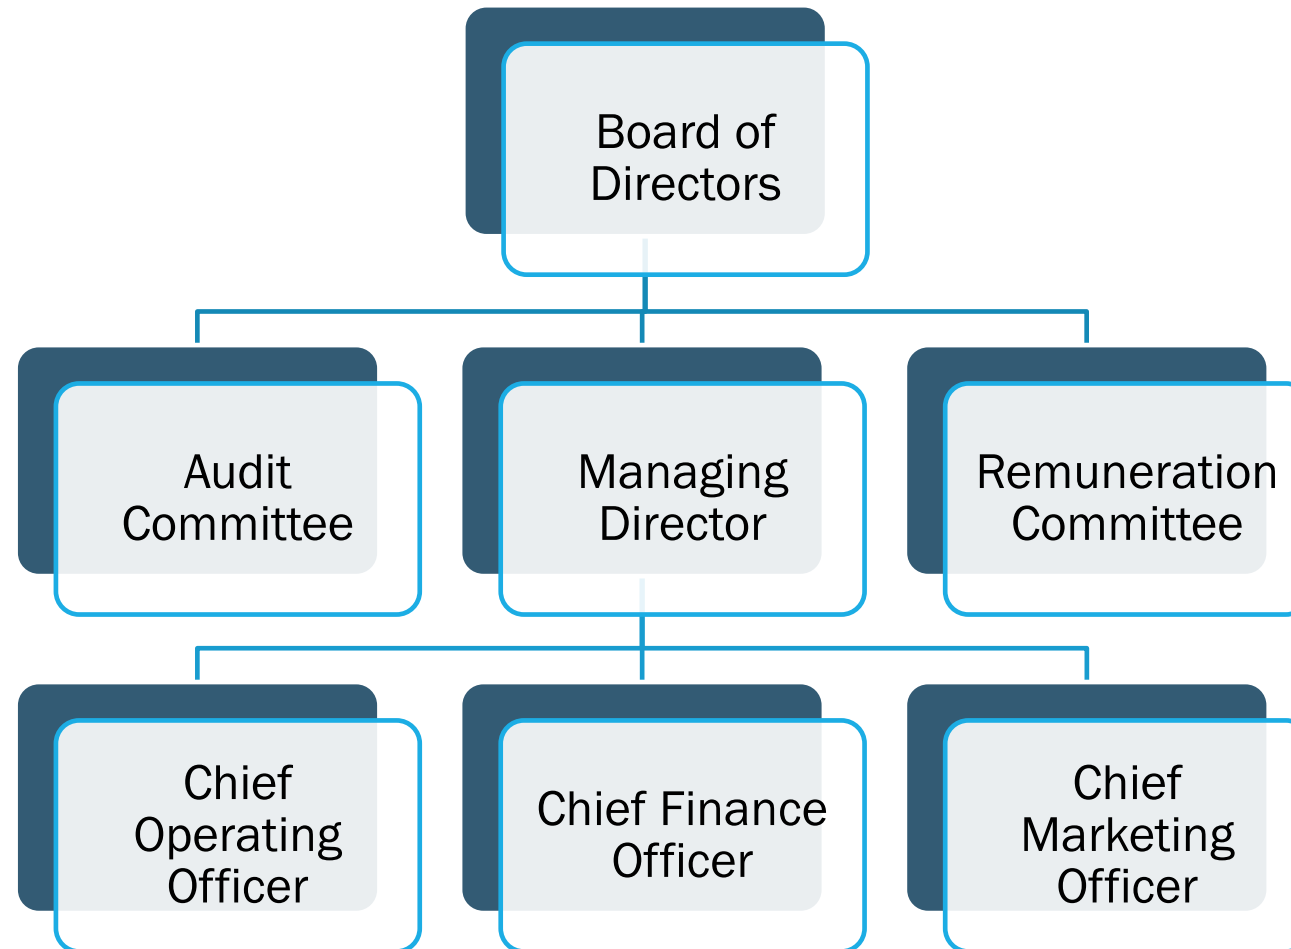 Board of
Directors
Audit
Committee
Managing
Director
Remuneration
Committee
Chief
Operating
Officer
Chief Finance
Officer
Chief
Marketing
Officer